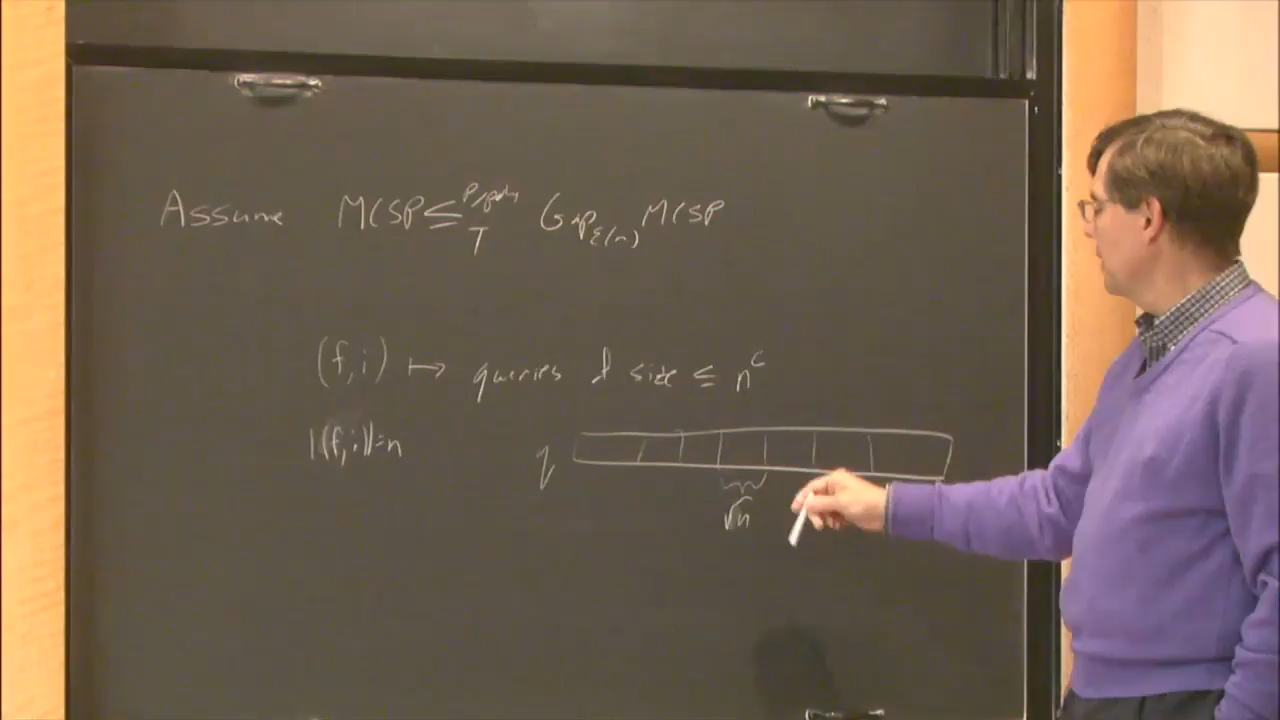 Assume MCSP ≤_T^{P/poly} Gap_{ε(n)} MCSP
(f,i) ↦ queries of size ≤ n^c
|(f,i)|=n
q
√n